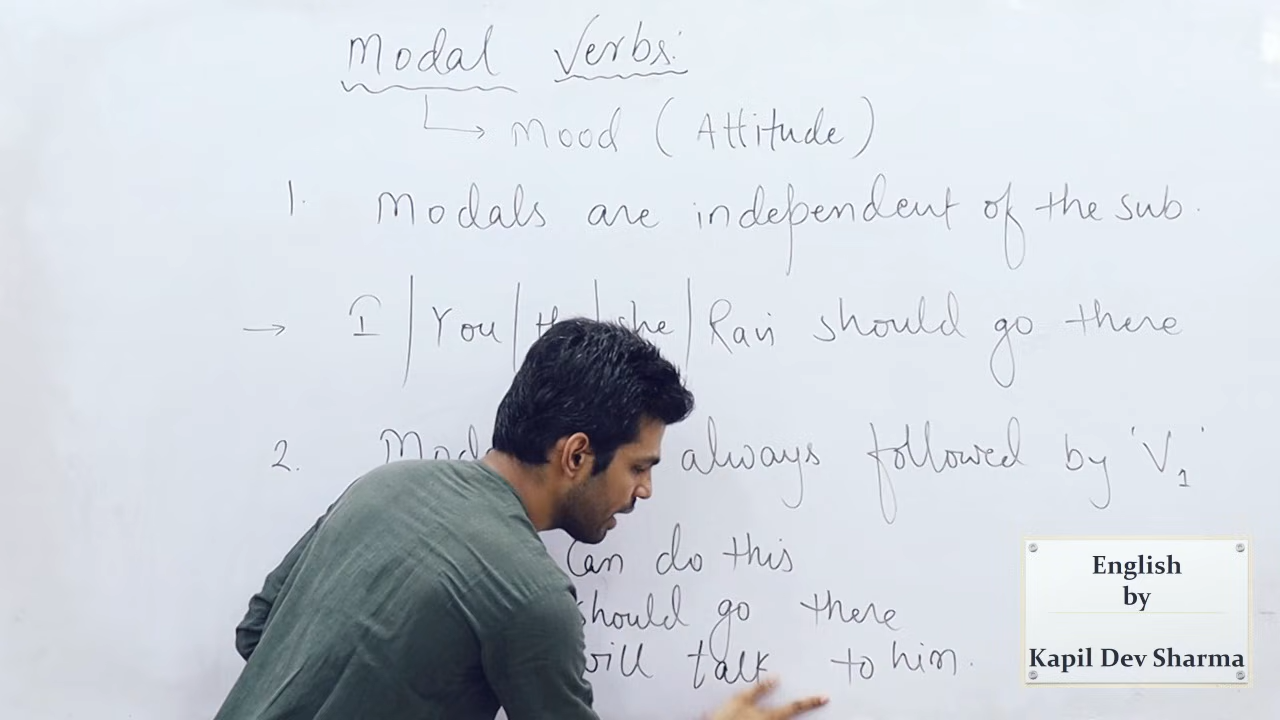 Modal Verbs:
Mood (Attitude)
1. Modals are independent of the sub.
→ I | You | | she | Ravi should go there
2. always followed by 'V1'
Can do this
should go there
will talk to him.
English
by
Kapil Dev Sharma